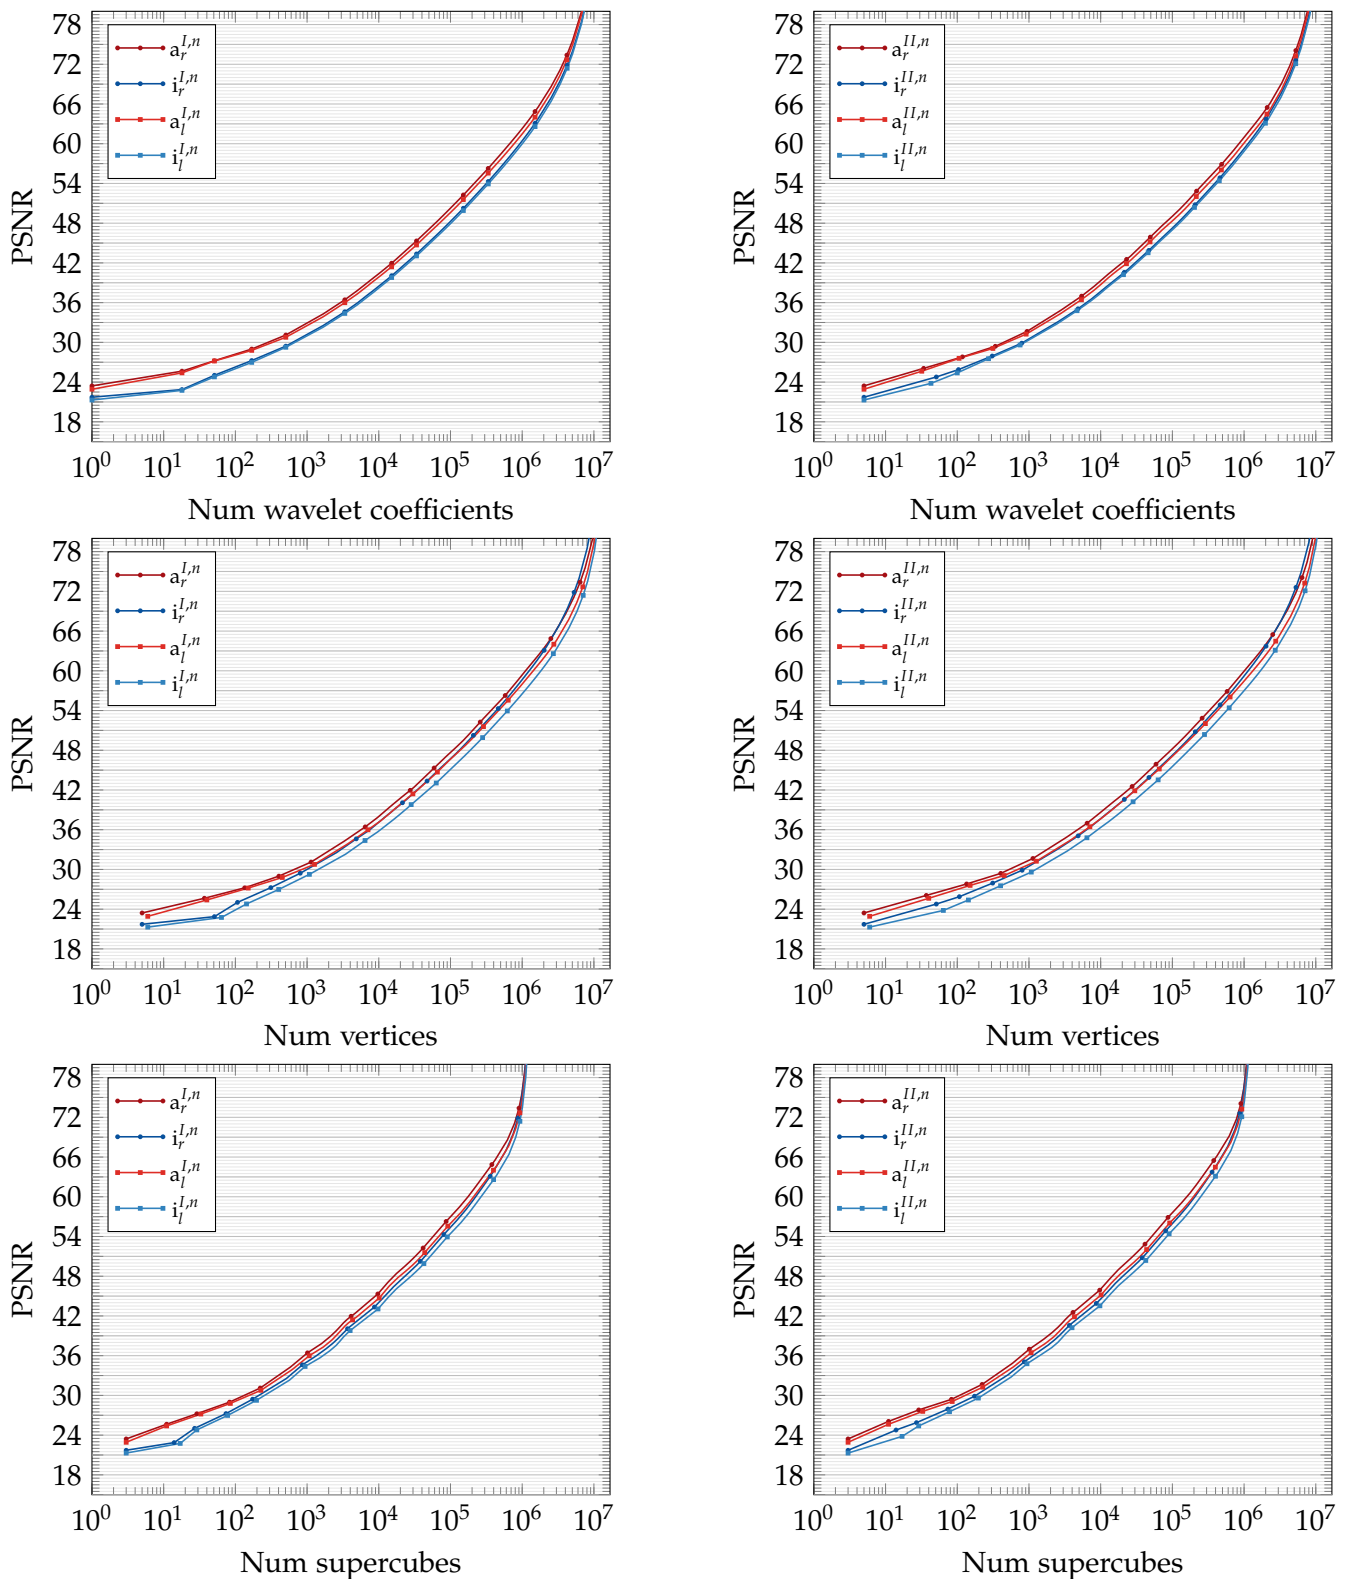 78
72
66
60
54
48
42
36
30
24
18
PSNR
a_r^{I,n}
i_r^{I,n}
a_l^{I,n}
i_l^{I,n}
10^0 10^1 10^2 10^3 10^4 10^5 10^6 10^7
Num wavelet coefficients
78
72
66
60
54
48
42
36
30
24
18
PSNR
a_r^{II,n}
i_r^{II,n}
a_l^{II,n}
i_l^{II,n}
10^0 10^1 10^2 10^3 10^4 10^5 10^6 10^7
Num wavelet coefficients
78
72
66
60
54
48
42
36
30
24
18
PSNR
a_r^{I,n}
i_r^{I,n}
a_l^{I,n}
i_l^{I,n}
10^0 10^1 10^2 10^3 10^4 10^5 10^6 10^7
Num vertices
78
72
66
60
54
48
42
36
30
24
18
PSNR
a_r^{II,n}
i_r^{II,n}
a_l^{II,n}
i_l^{II,n}
10^0 10^1 10^2 10^3 10^4 10^5 10^6 10^7
Num vertices
78
72
66
60
54
48
42
36
30
24
18
PSNR
a_r^{I,n}
i_r^{I,n}
a_l^{I,n}
i_l^{I,n}
10^0 10^1 10^2 10^3 10^4 10^5 10^6 10^7
Num supercubes
78
72
66
60
54
48
42
36
30
24
18
PSNR
a_r^{II,n}
i_r^{II,n}
a_l^{II,n}
i_l^{II,n}
10^0 10^1 10^2 10^3 10^4 10^5 10^6 10^7
Num supercubes